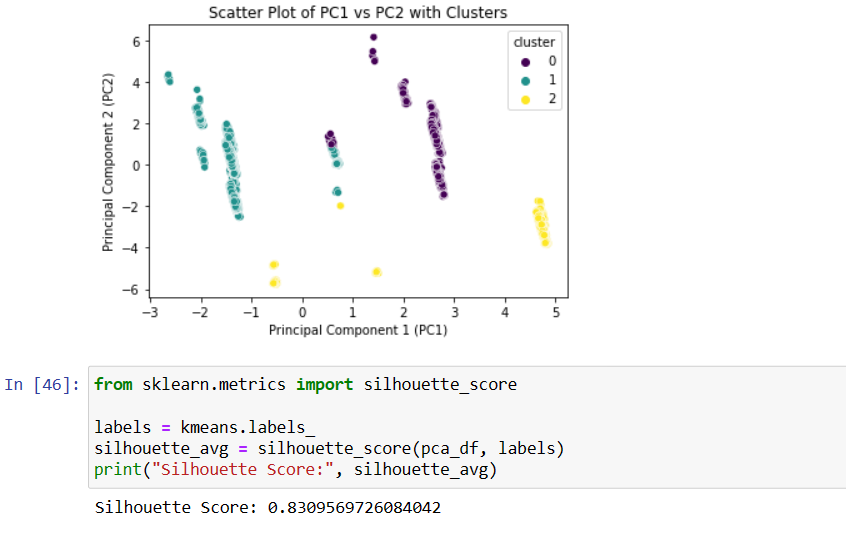 Scatter Plot of PC1 vs PC2 with Clusters
cluster
0
1
2
6
4
2
0
−2
−4
−6
Principal Component 2 (PC2)
−3 −2 −1 0 1 2 3 4 5
Principal Component 1 (PC1)
In [46]: from sklearn.metrics import silhouette_score
labels = kmeans.labels_
silhouette_avg = silhouette_score(pca_df, labels)
print("Silhouette Score:", silhouette_avg)
Silhouette Score: 0.8309569726084042